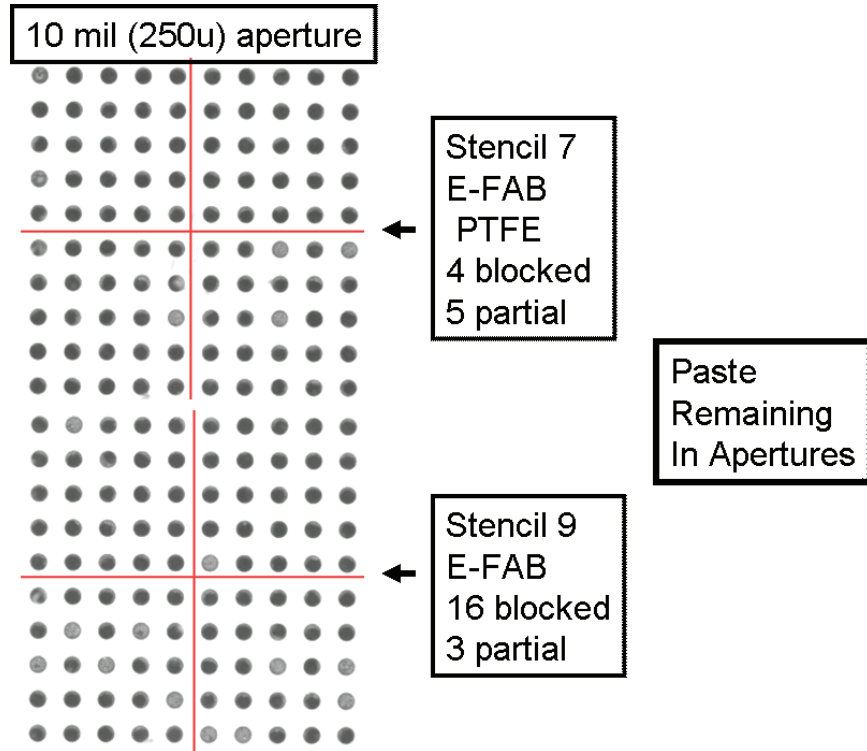 10 mil (250u) aperture
Stencil 7
E-FAB
PTFE
4 blocked
5 partial
Paste
Remaining
In Apertures
Stencil 9
E-FAB
16 blocked
3 partial